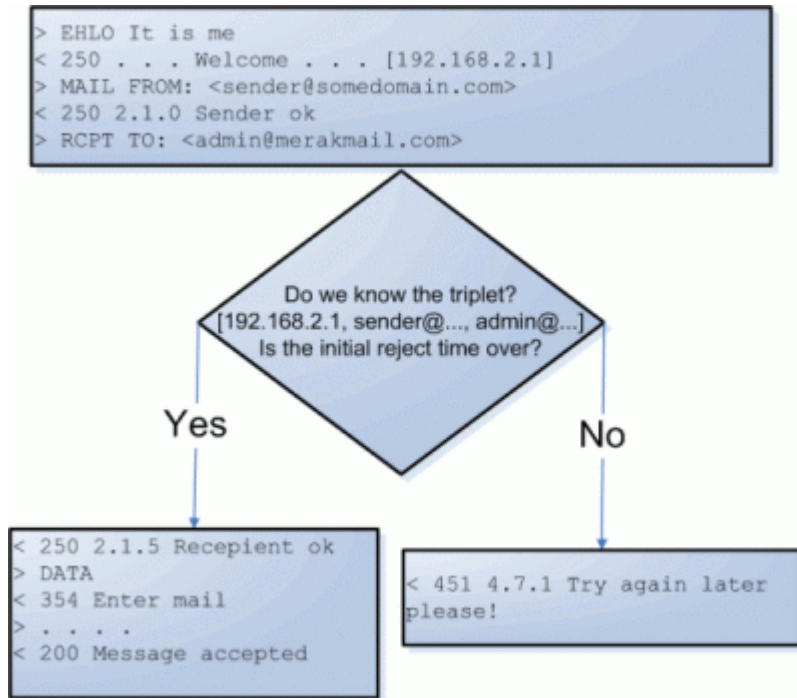 > EHLO It is me
< 250 . . . Welcome . . . [192.168.2.1]
> MAIL FROM: <sender@somedomain.com>
< 250 2.1.0 Sender ok
> RCPT TO: <admin@merakmail.com>
Do we know the triplet?
[192.168.2.1, sender@..., admin@...]
Is the initial reject time over?
Yes
No
< 250 2.1.5 Recepient ok
> DATA
< 354 Enter mail
> . . . .
< 200 Message accepted
< 451 4.7.1 Try again later
please!